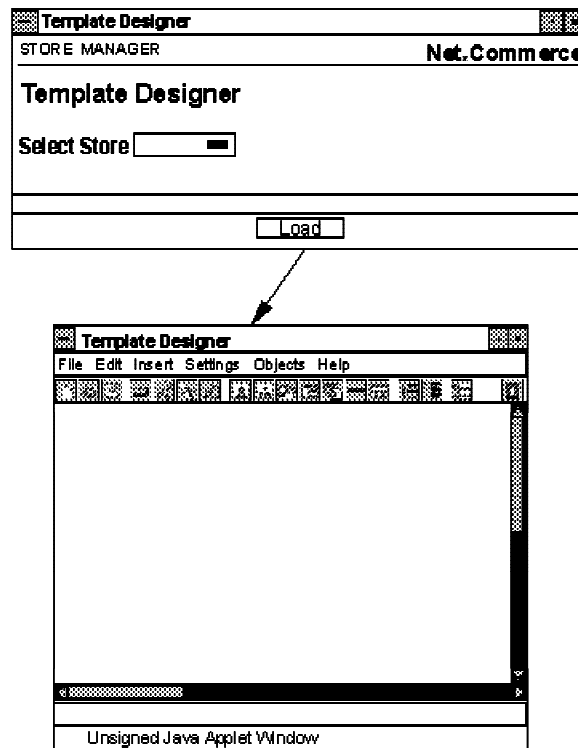 Template Designer
STORE MANAGER
Net.Commerce
Template Designer
Select Store
Load
Template Designer
File Edit Insert Settings Objects Help
Unsigned Java Applet Window